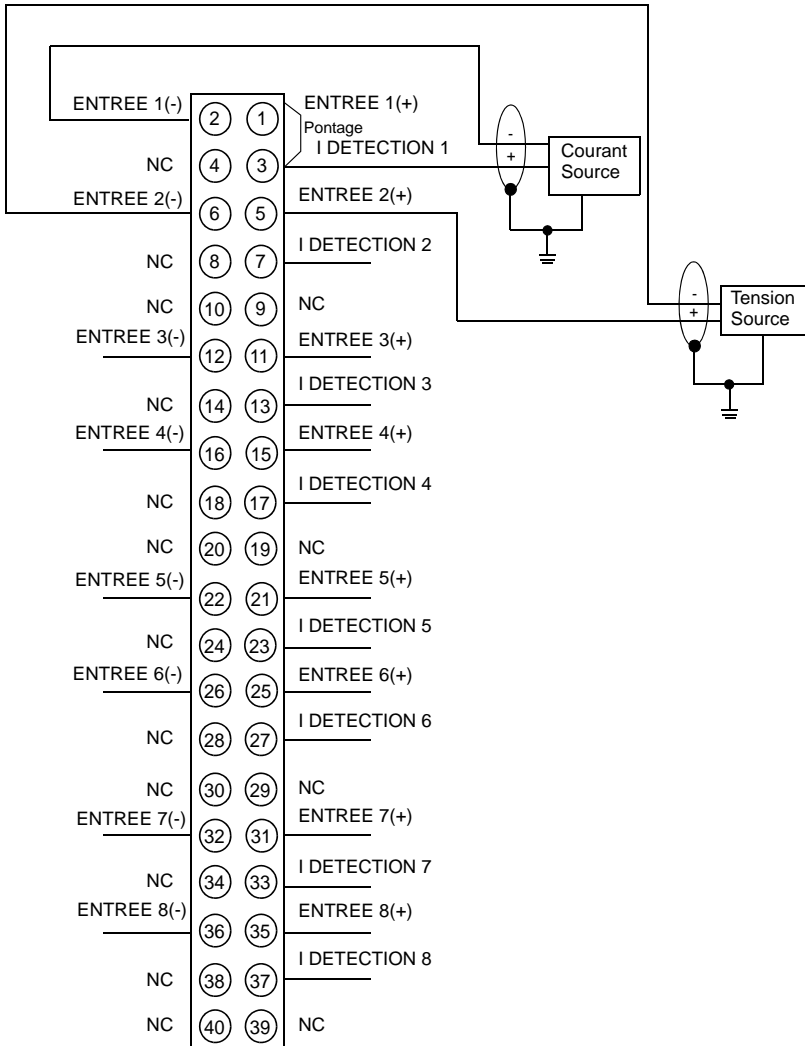 ENTREE 1(-) 2 1 ENTREE 1(+)
Pontage
I DETECTION 1
NC 4 3
- +
Courant
Source
ENTREE 2(-) 6 5 ENTREE 2(+)
NC 8 7 I DETECTION 2
- +
Tension
Source
NC 10 9 NC
ENTREE 3(-) 12 11 ENTREE 3(+)
NC 14 13 I DETECTION 3
ENTREE 4(-) 16 15 ENTREE 4(+)
NC 18 17 I DETECTION 4
NC 20 19 NC
ENTREE 5(-) 22 21 ENTREE 5(+)
NC 24 23 I DETECTION 5
ENTREE 6(-) 26 25 ENTREE 6(+)
NC 28 27 I DETECTION 6
NC 30 29 NC
ENTREE 7(-) 32 31 ENTREE 7(+)
NC 34 33 I DETECTION 7
ENTREE 8(-) 36 35 ENTREE 8(+)
NC 38 37 I DETECTION 8
NC 40 39 NC